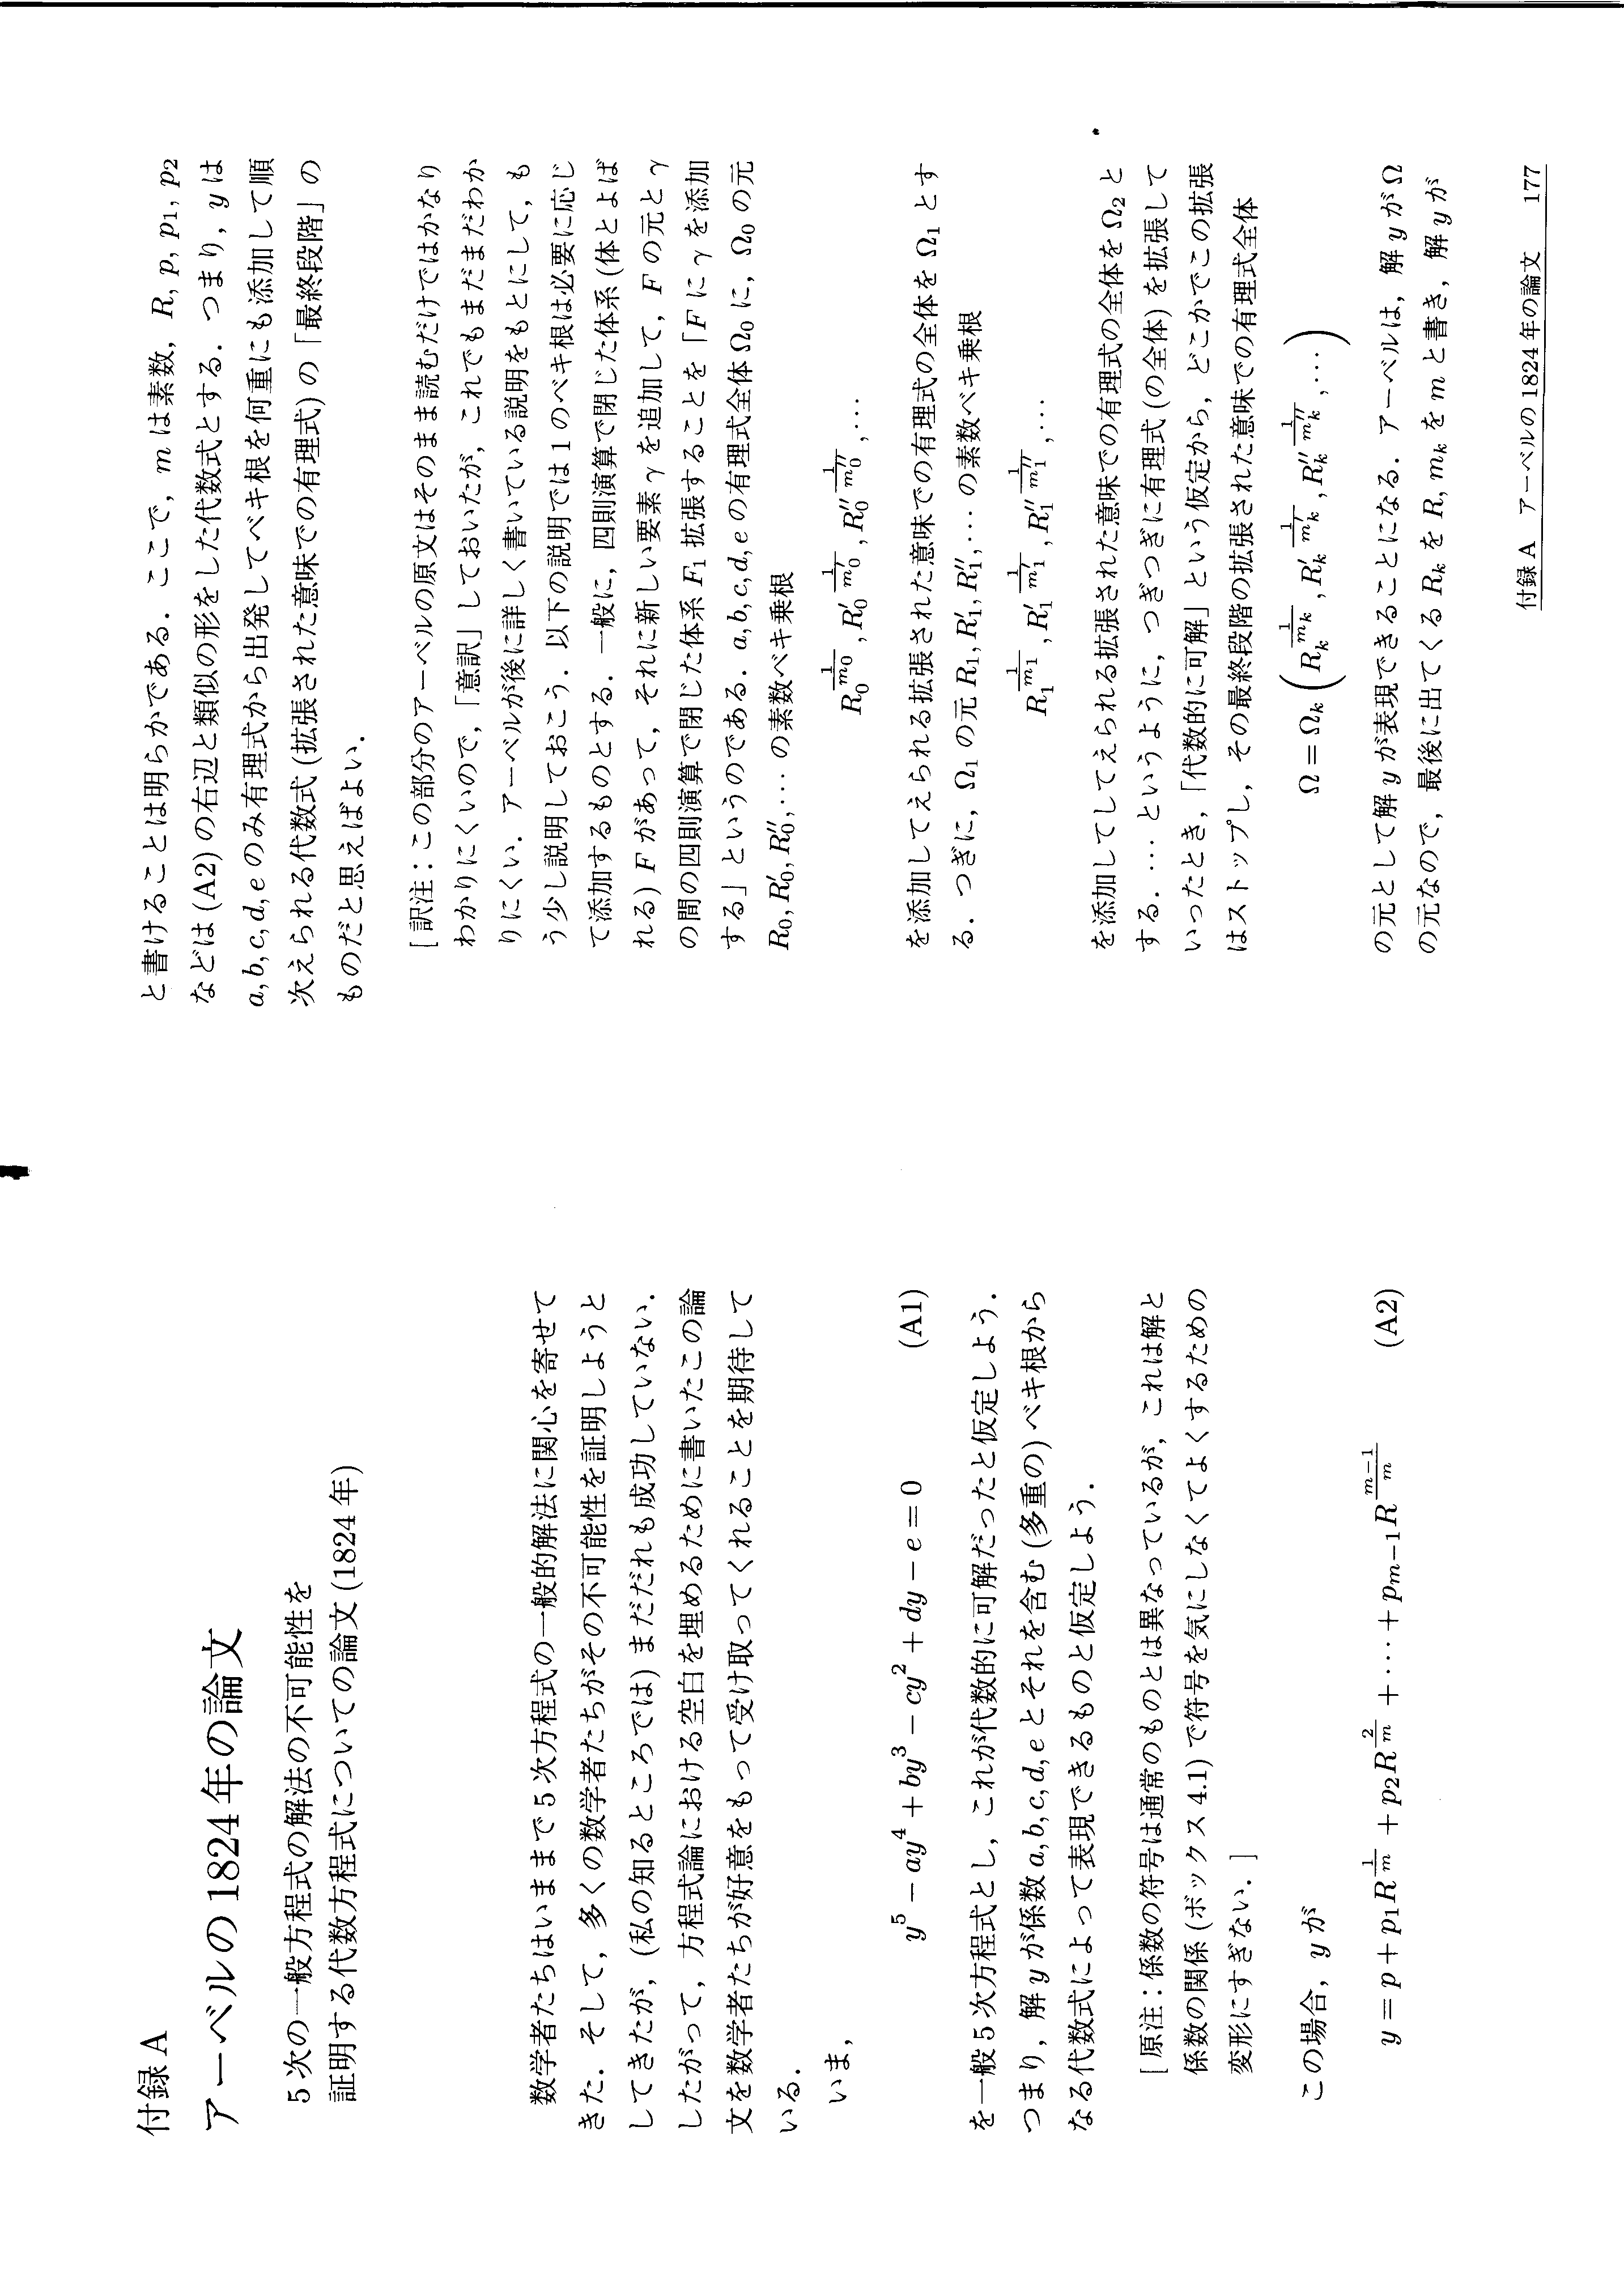 付録 A
アーベルの 1824 年の論文
5 次の一般方程式の解法の不可能性を
証明する代数方程式についての論文 (1824 年)
数学者たちはいままで 5 次方程式の一般的解法に関心を寄せて
きた．そして，多くの数学者たちがその不可能性を証明しようと
してきたが，(私の知るところでは) まだだれも成功していない．
したがって，方程式論における空白を埋めるために書いたこの論
文を数学者たちが好意をもって受け取ってくれることを期待して
いる．
いま，
y^5 − ay^4 + by^3 − cy^2 + dy − e = 0 (A1)
を一般 5 次方程式とし，これが代数的に可解だったと仮定しよう．
つまり，解 y が係数 a, b, c, d, e とそれを含む (多重の) ベキ根から
なる代数式によって表現できるものと仮定しよう．
［原注：係数の符号は通常のものとは異なっているが，これは解と
係数の関係 (ボックス 4.1) で符号を気にしなくてよくするための
変形にすぎない．］
この場合，y が
y = p + p_1R^{\frac{1}{m}} + p_2R^{\frac{2}{m}} + ··· + p_{m−1}R^{\frac{m−1}{m}} (A2)
と書けることは明らかである．ここで，m は素数，R, p, p_1, p_2
などは (A2) の右辺と類似の形をした代数式とする．つまり，y は
a, b, c, d, e のみ有理式から出発してベキ根を何重にも添加して順
次えられる代数式 (拡張された意味での有理式) の「最終段階」の
ものだと思えばよい．
［訳注：この部分のアーベルの原文はそのまま読むだけではかなり
わかりにくいので，「意訳」しておいたが，これでもまだまだわか
りにくい．アーベルが後に詳しく書いている説明をもとにして，も
う少し説明しておこう．以下の説明では 1 のベキ根は必要に応じ
て添加するものとする．一般に，四則演算で閉じた体系 (体とよば
れる) F があって，それに新しい要素 γ を追加して，F の元と γ
の間の四則演算で閉じた体系 F_1 拡張することを「F に γ を添加
する」というのである．a, b, c, d, e の有理式全体 Ω_0 に，Ω_0 の元
R_0, R_0', R_0'', ··· の素数ベキ乗根
R_0^{\frac{1}{m_0}}, R_0'^{\frac{1}{m_0'}}, R_0''^{\frac{1}{m_0''}}, ···
を添加してえられる拡張された意味での有理式の全体を Ω_1 とす
る．つぎに，Ω_1 の元 R_1, R_1', R_1'', ··· の素数ベキ乗根
R_1^{\frac{1}{m_1}}, R_1'^{\frac{1}{m_1'}}, R_1''^{\frac{1}{m_1''}}, ···
を添加してしてえられる拡張された意味での有理式の全体を Ω_2 と
する．··· というように，つぎつぎに有理式 (の全体) を拡張して
いったとき，「代数的に可解」という仮定から，どこかでこの拡張
はストップし，その最終段階の拡張された意味での有理式全体
Ω = Ω_k (R_k^{\frac{1}{m_k}}, R_k'^{\frac{1}{m_k'}}, R_k''^{\frac{1}{m_k''}}, ···)
の元として解 y が表現できることになる．アーベルは，解 y が Ω
の元なので，最後に出てくる R_k を R, m_k を m と書き，解 y が
付録 A アーベルの 1824 年の論文 177